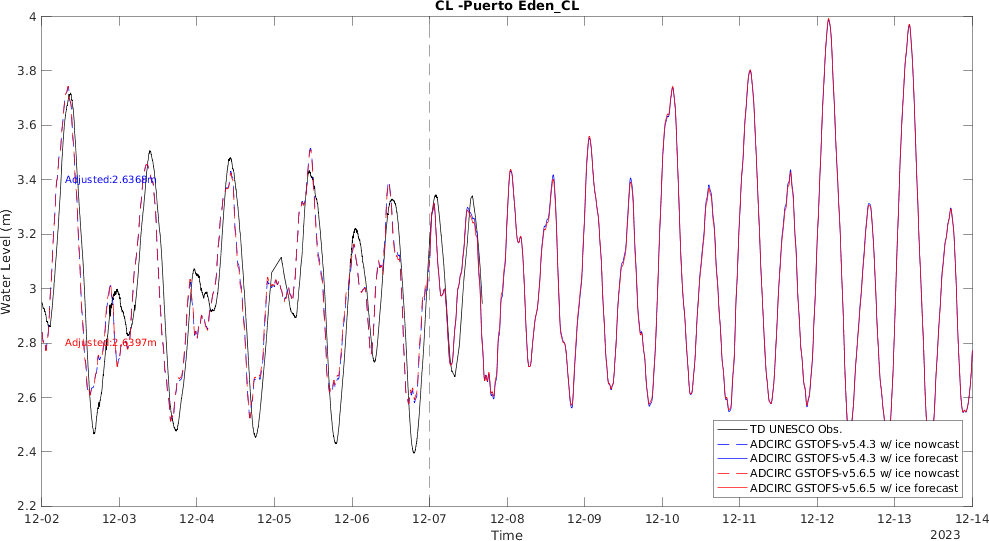 CL -Puerto Eden_CL
Water Level (m)
4
3.8
3.6
3.4
3.2
3
2.8
2.6
2.4
2.2
Adjusted:2.6368m
Adjusted:2.6397m
TD UNESCO Obs.
ADCIRC GSTOFS-v5.4.3 w/ ice nowcast
ADCIRC GSTOFS-v5.4.3 w/ ice forecast
ADCIRC GSTOFS-v5.6.5 w/ ice nowcast
ADCIRC GSTOFS-v5.6.5 w/ ice forecast
12-02 12-03 12-04 12-05 12-06 12-07 12-08 12-09 12-10 12-11 12-12 12-13 12-14
Time
2023